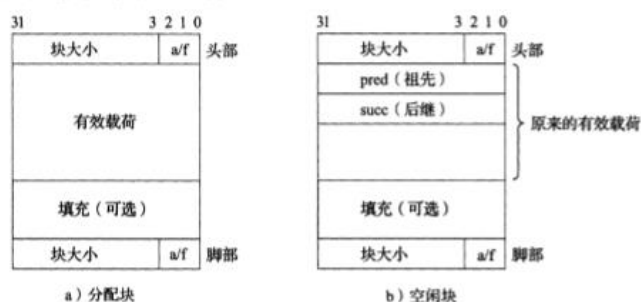 31 3 2 1 0
块大小 a/f 头部
有效载荷
填充（可选）
块大小 a/f 脚部
a）分配块
31 3 2 1 0
块大小 a/f 头部
pred（祖先）
succ（后继）
原来的有效载荷
填充（可选）
块大小 a/f 脚部
b）空闲块